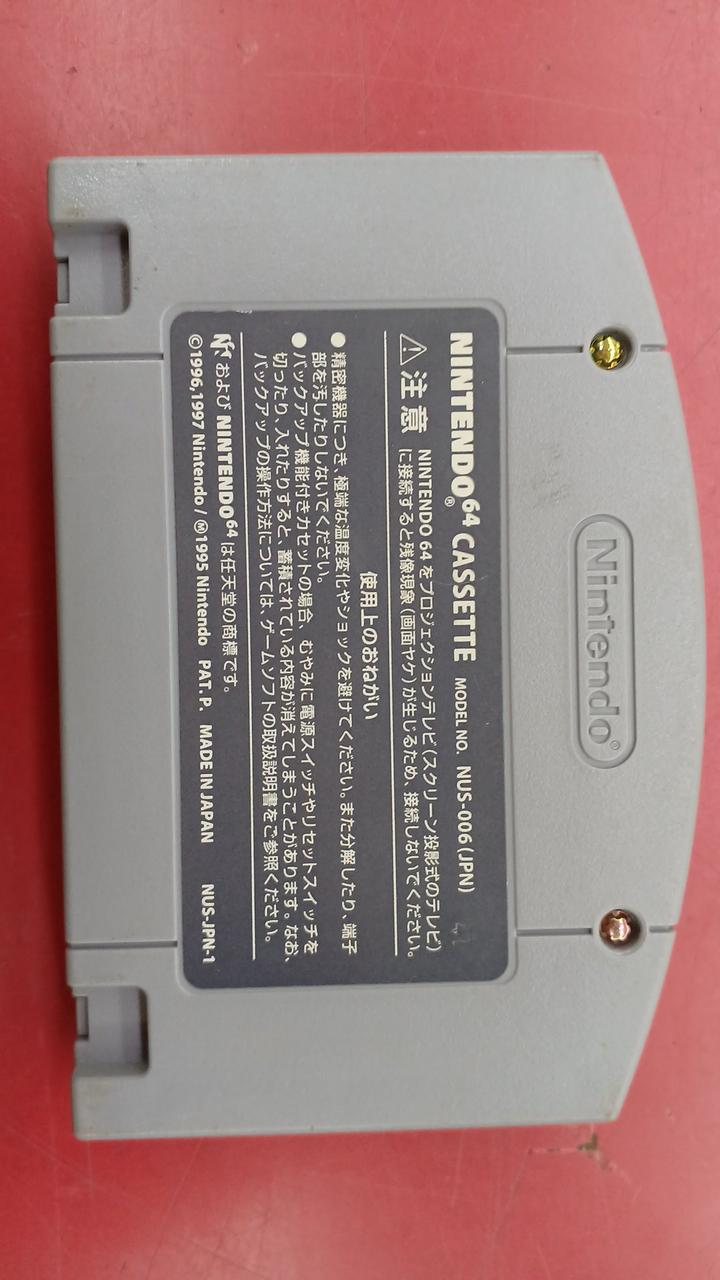 Nintendo®
NINTENDO64® CASSETTE MODEL NO. NUS-006(JPN)
⚠注意 NINTENDO 64 をプロジェクションテレビ(スクリーン投影式のテレビ)
に接続すると残像現象(画面ヤケ)が生じるため、接続しないでください。
使用上のおねがい
●精密機器につき、極端な温度変化やショックを避けてください。また分解したり、端子
部を汚したりしないでください。
●バックアップ機能付きカセットの場合、むやみに電源スイッチやリセットスイッチを
切ったり、入れたりすると、蓄積されている内容が消えてしまうことがあります。なお、
バックアップの操作方法については、ゲームソフトの取扱説明書をご参照ください。
および NINTENDO64 は任天堂の商標です。
©1996,1997 Nintendo/Ⓜ1995 Nintendo PAT. P. MADE IN JAPAN NUS-JPN-1